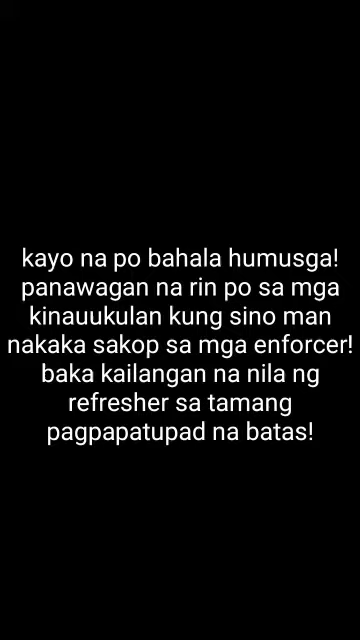 kayo na po bahala humusga!
panawagan na rin po sa mga
kinauukulan kung sino man
nakaka sakop sa mga enforcer!
baka kailangan na nila ng
refresher sa tamang
pagpapatupad na batas!